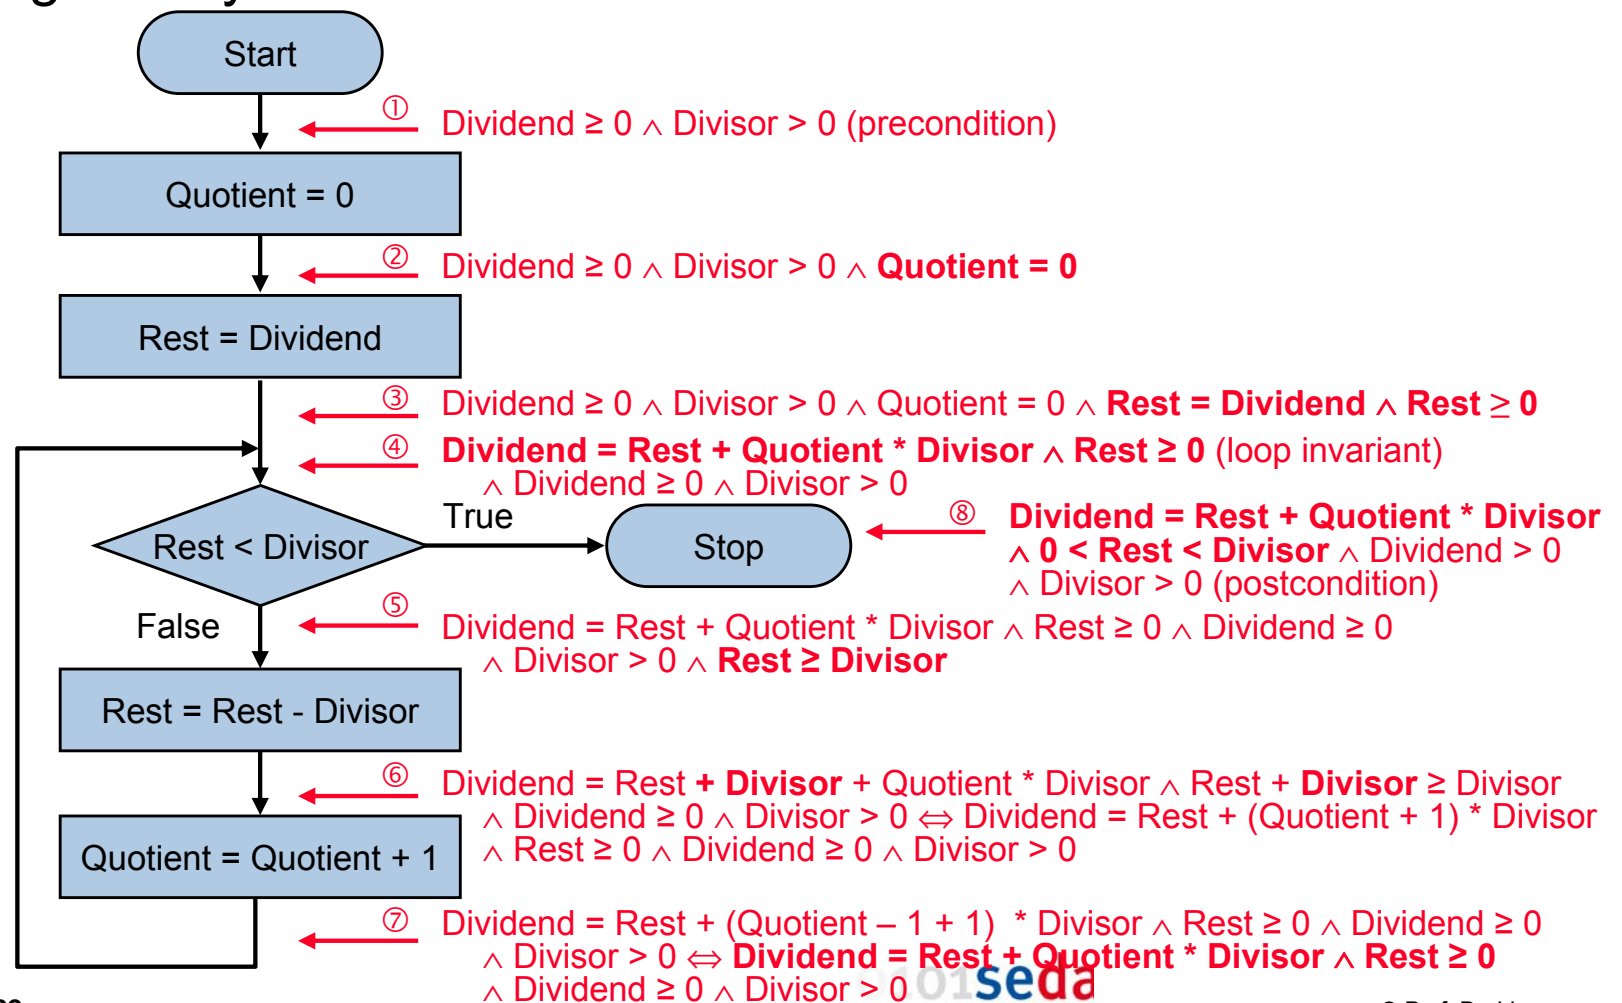 Start
① Dividend ≥ 0 ∧ Divisor > 0 (precondition)
Quotient = 0
② Dividend ≥ 0 ∧ Divisor > 0 ∧ Quotient = 0
Rest = Dividend
③ Dividend ≥ 0 ∧ Divisor > 0 ∧ Quotient = 0 ∧ Rest = Dividend ∧ Rest ≥ 0
④ Dividend = Rest + Quotient * Divisor ∧ Rest ≥ 0 (loop invariant)
∧ Dividend ≥ 0 ∧ Divisor > 0
Rest < Divisor
True
Stop
⑧ Dividend = Rest + Quotient * Divisor
∧ 0 < Rest < Divisor ∧ Dividend > 0
∧ Divisor > 0 (postcondition)
False
⑤ Dividend = Rest + Quotient * Divisor ∧ Rest ≥ 0 ∧ Dividend ≥ 0
∧ Divisor > 0 ∧ Rest ≥ Divisor
Rest = Rest - Divisor
⑥ Dividend = Rest + Divisor + Quotient * Divisor ∧ Rest + Divisor ≥ Divisor
∧ Dividend ≥ 0 ∧ Divisor > 0 ⇔ Dividend = Rest + (Quotient + 1) * Divisor
∧ Rest ≥ 0 ∧ Dividend ≥ 0 ∧ Divisor > 0
Quotient = Quotient + 1
⑦ Dividend = Rest + (Quotient – 1 + 1) * Divisor ∧ Rest ≥ 0 ∧ Dividend ≥ 0
∧ Divisor > 0 ⇔ Dividend = Rest + Quotient * Divisor ∧ Rest ≥ 0
∧ Dividend ≥ 0 ∧ Divisor > 0
seda